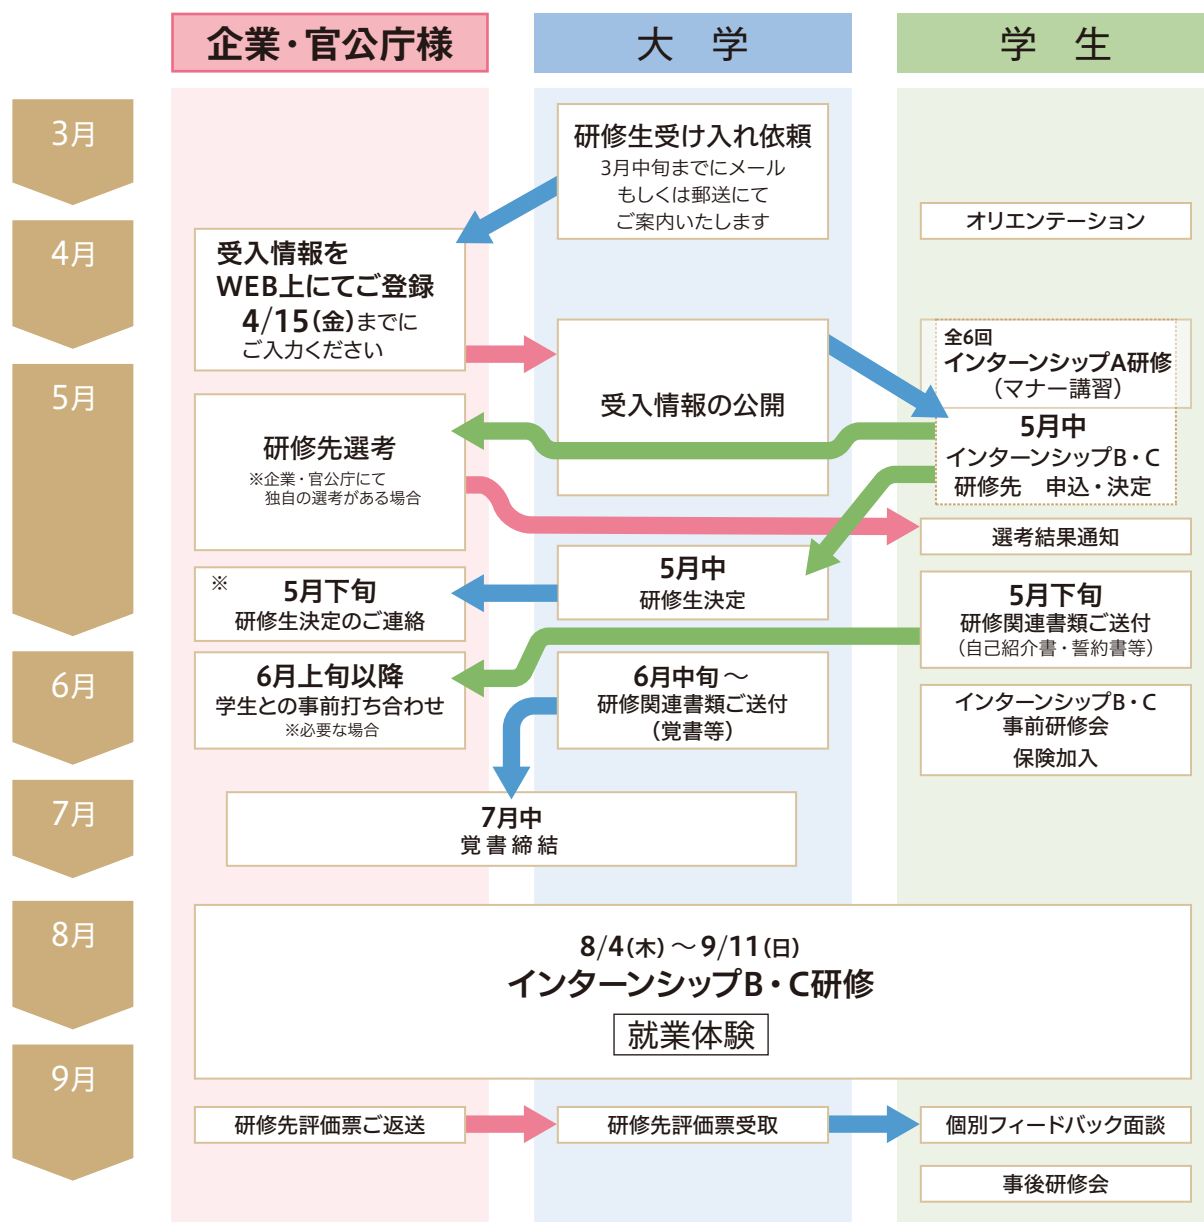 企業・官公庁様
大　学
学　生
3月
4月
5月
6月
7月
8月
9月
研修生受け入れ依頼
3月中旬までにメール
もしくは郵送にて
ご案内いたします
オリエンテーション
受入情報を
WEB上にてご登録
4/15(金)までに
ご入力ください
受入情報の公開
全6回
インターンシップA研修
（マナー講習）
5月中
インターンシップB・C
研修先　申込・決定
研修先選考
※企業・官公庁にて
独自の選考がある場合
選考結果通知
5月中
研修生決定
※　5月下旬
研修生決定のご連絡
5月下旬
研修関連書類ご送付
（自己紹介書・誓約書等）
6月上旬以降
学生との事前打ち合わせ
※必要な場合
6月中旬～
研修関連書類ご送付
（覚書等）
インターンシップB・C
事前研修会
保険加入
7月中
覚書締結
8/4(木)～9/11(日)
インターンシップB・C研修
就業体験
研修先評価票ご返送
研修先評価票受取
個別フィードバック面談
事後研修会